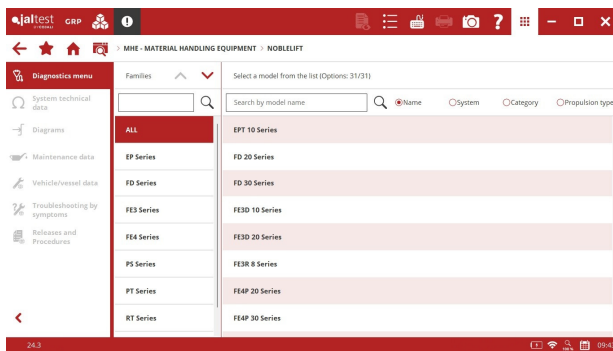 jaltest GRP
> MHE - MATERIAL HANDLING EQUIPMENT > NOBLELIFT
Diagnostics menu
System technical data
Diagrams
Maintenance data
Vehicle/vessel data
Troubleshooting by symptoms
Releases and Procedures
Families
ALL
EP Series
FD Series
FE3 Series
FE4 Series
PS Series
PT Series
RT Series
Select a model from the list (Options: 31/31)
Search by model name
Name
System
Category
Propulsion type
EPT 10 Series
FD 20 Series
FD 30 Series
FE3D 10 Series
FE3D 20 Series
FE3R 8 Series
FE4P 20 Series
FE4P 30 Series
24.3